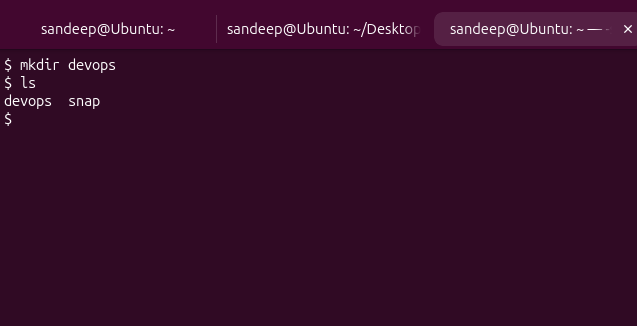 sandeep@Ubuntu: ~
sandeep@Ubuntu: ~/Desktop
sandeep@Ubuntu: ~ — ×
$ mkdir devops
$ ls
devops  snap
$